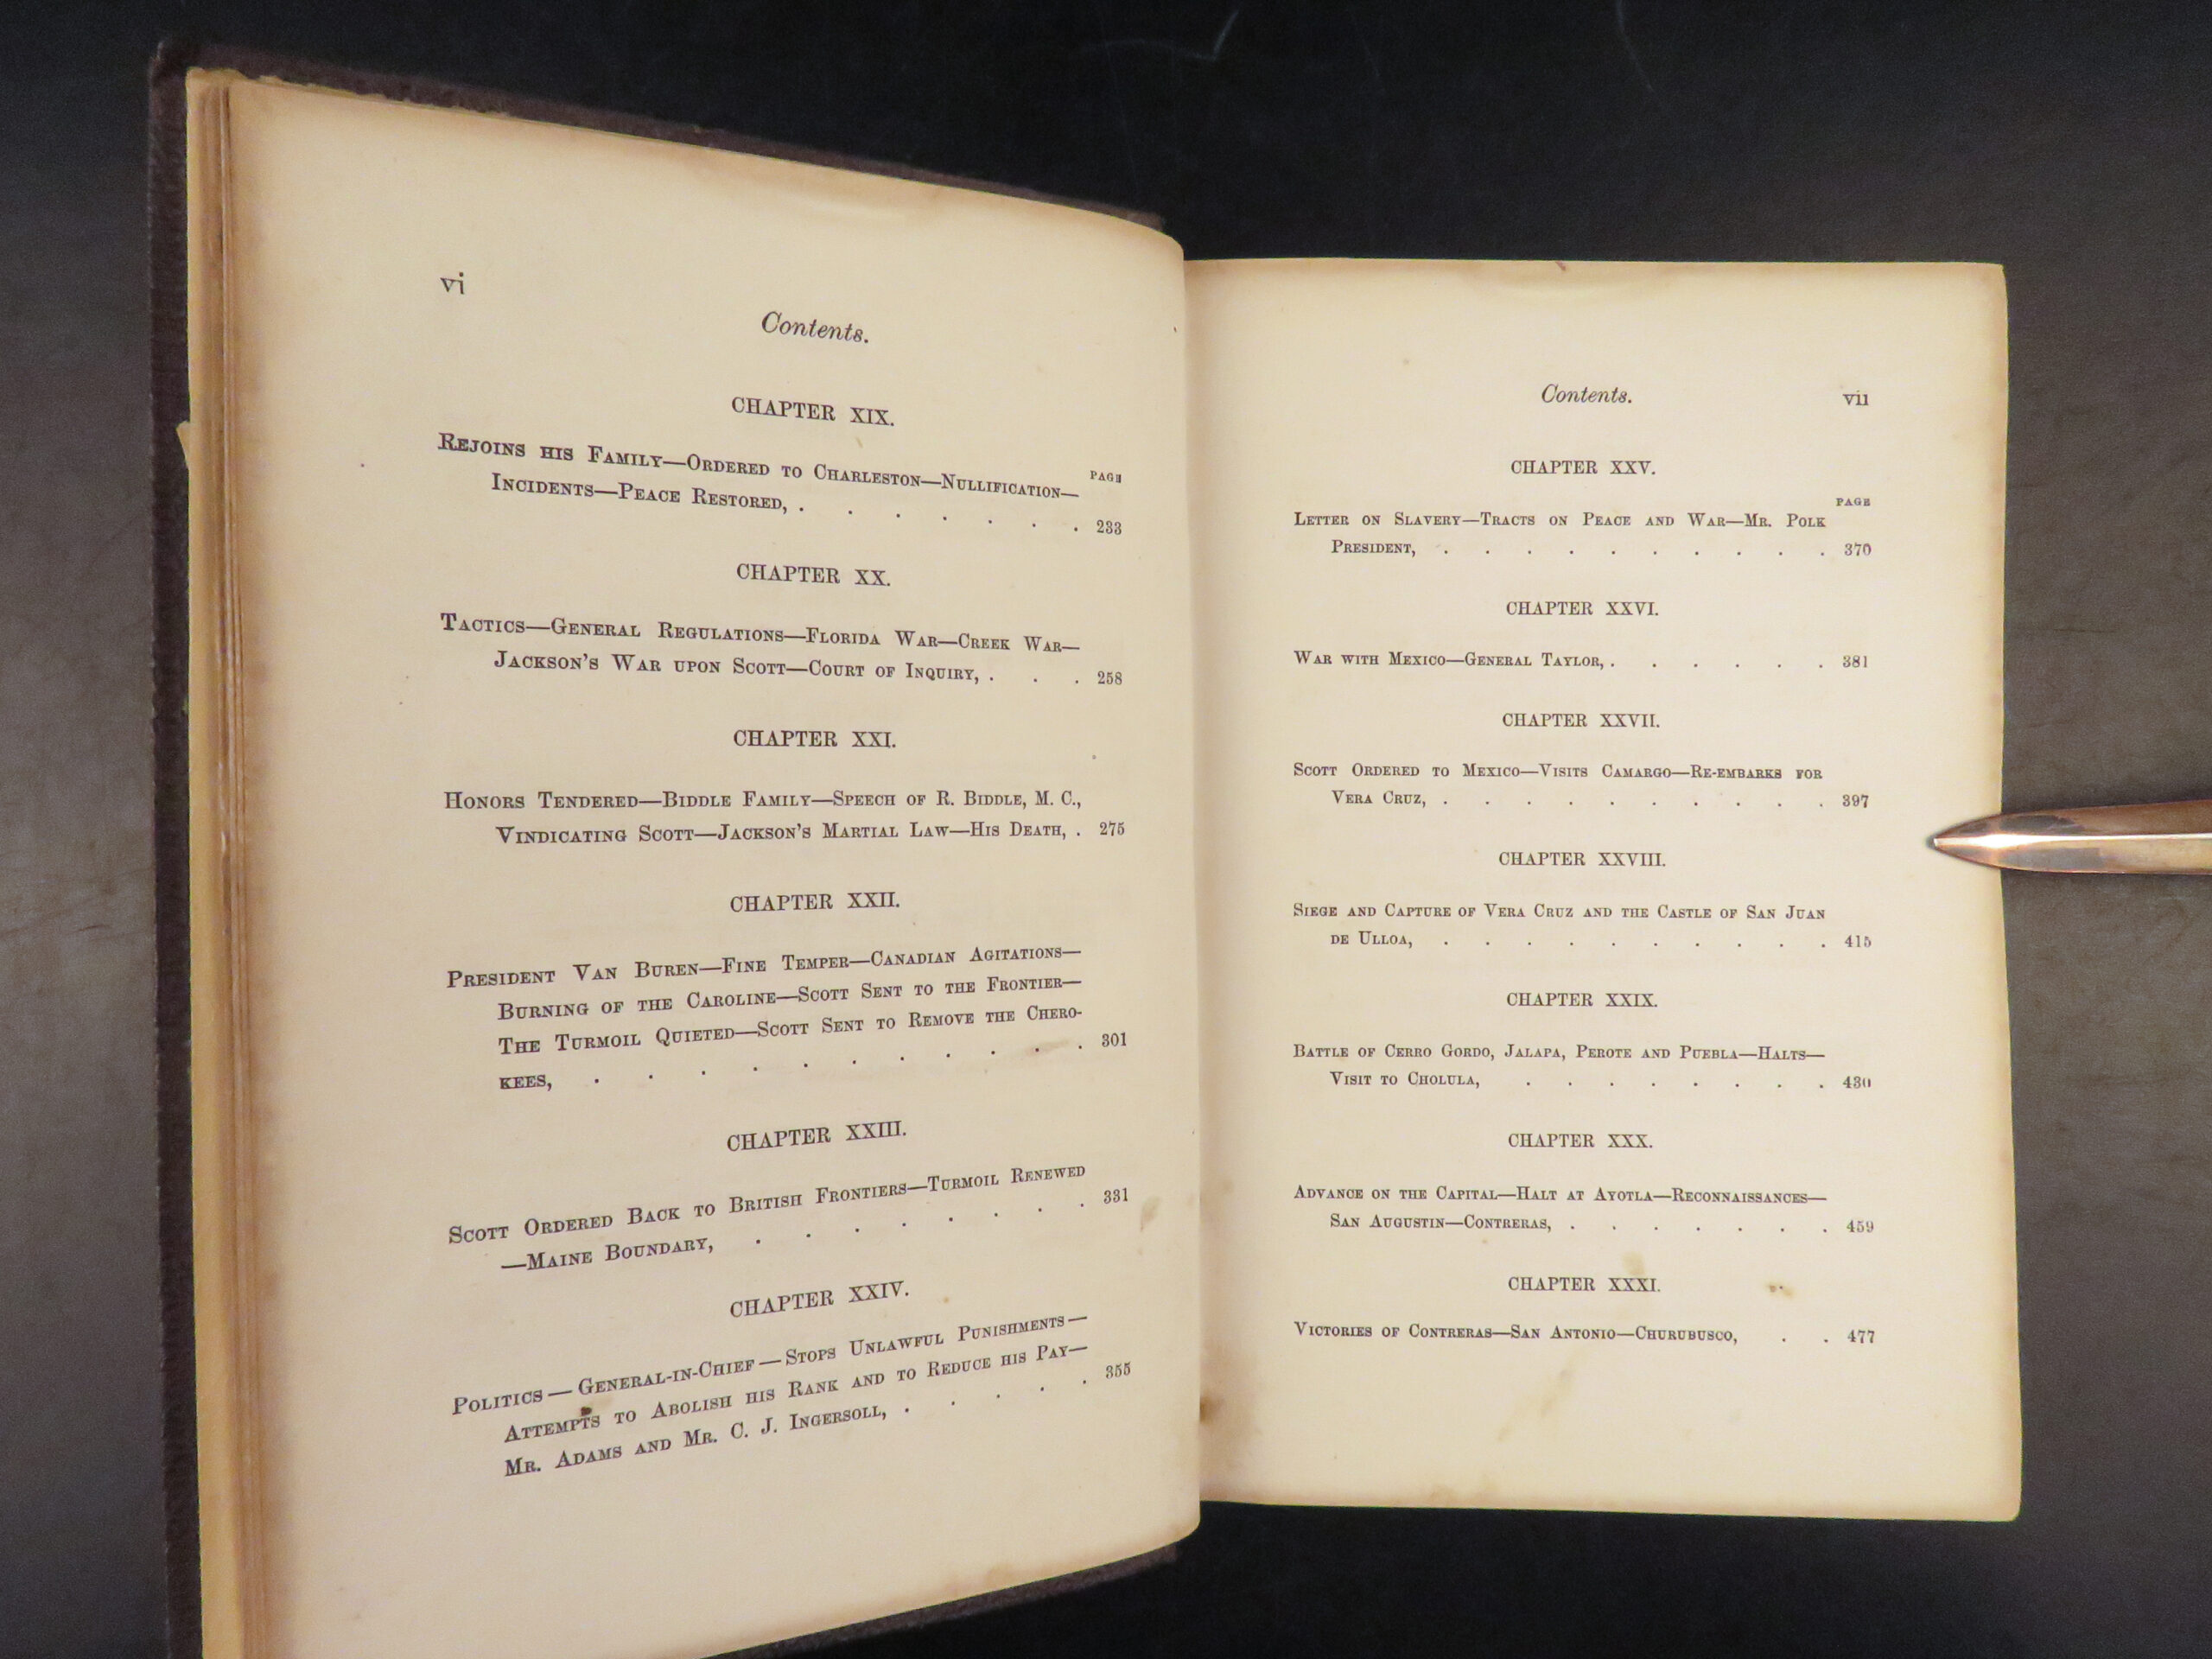 vi
Contents.
CHAPTER XIX.
PAGE
Rejoins his Family—Ordered to Charleston—Nullification—
Incidents—Peace Restored, . . . . . . . 233
CHAPTER XX.
Tactics—General Regulations—Florida War—Creek War—
Jackson's War upon Scott—Court of Inquiry, . . . 258
CHAPTER XXI.
Honors Tendered—Biddle Family—Speech of R. Biddle, M. C.,
Vindicating Scott—Jackson's Martial Law—His Death, . 275
CHAPTER XXII.
President Van Buren—Fine Temper—Canadian Agitations—
Burning of the Caroline—Scott Sent to the Frontier—
The Turmoil Quieted—Scott Sent to Remove the Chero-
kees, . . . . . . . . . . 301
CHAPTER XXIII.
Scott Ordered Back to British Frontiers—Turmoil Renewed
—Maine Boundary, . . . . . . . 331
CHAPTER XXIV.
Politics — General-in-Chief — Stops Unlawful Punishments —
Attempts to Abolish his Rank and to Reduce his Pay—
Mr. Adams and Mr. C. J. Ingersoll, . . . . . 355
Contents. vii
CHAPTER XXV.
PAGE
Letter on Slavery—Tracts on Peace and War—Mr. Polk
President, . . . . . . . . . . 370
CHAPTER XXVI.
War with Mexico—General Taylor, . . . . . . 381
CHAPTER XXVII.
Scott Ordered to Mexico—Visits Camargo—Re-embarks for
Vera Cruz, . . . . . . . . . . 397
CHAPTER XXVIII.
Siege and Capture of Vera Cruz and the Castle of San Juan
de Ulloa, . . . . . . . . . . 415
CHAPTER XXIX.
Battle of Cerro Gordo, Jalapa, Perote and Puebla—Halts—
Visit to Cholula, . . . . . . . . 430
CHAPTER XXX.
Advance on the Capital—Halt at Ayotla—Reconnaissances—
San Augustin—Contreras, . . . . . . . 459
CHAPTER XXXI.
Victories of Contreras—San Antonio—Churubusco, . . 477